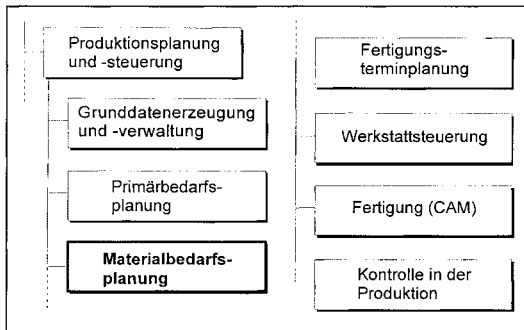 Produktionsplanung
und -steuerung
Grunddatenerzeugung
und -verwaltung
Primärbedarfs-
planung
Materialbedarfs-
planung
Fertigungs-
terminplanung
Werkstattsteuerung
Fertigung (CAM)
Kontrolle in der
Produktion